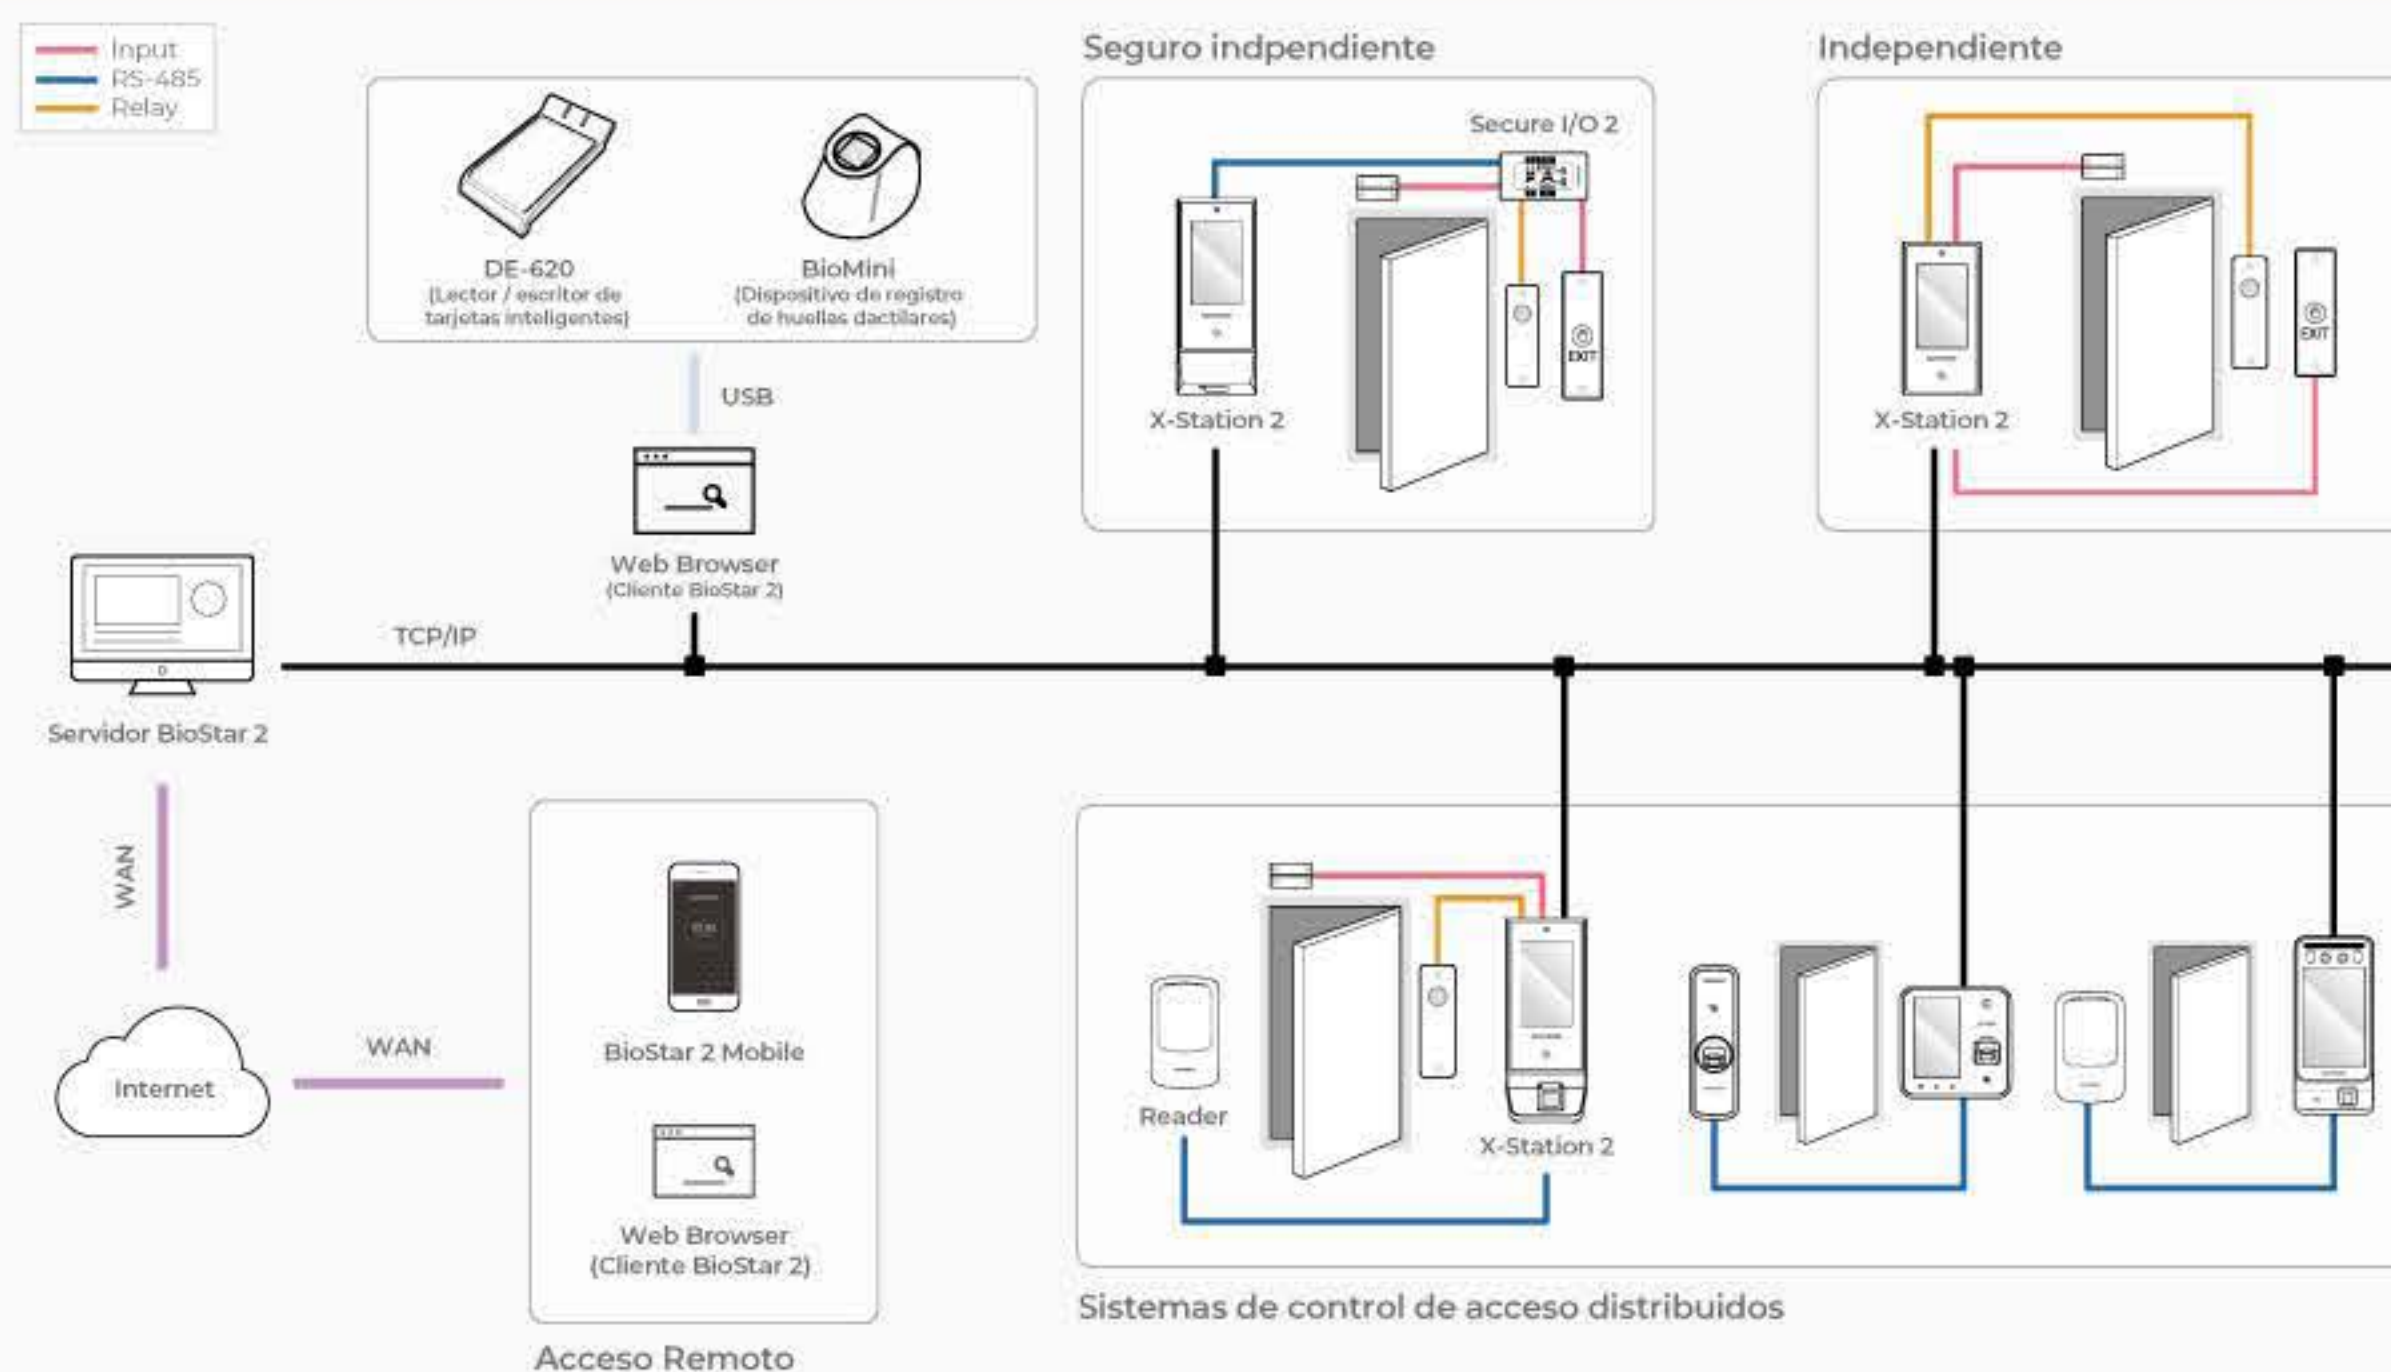 Input
RS-485
Relay
DE-620
(Lector / escritor de
tarjetas inteligentes)
BioMini
(Dispositivo de registro
de huellas dactilares)
USB
Web Browser
(Cliente BioStar 2)
Servidor BioStar 2
TCP/IP
WAN
Internet
WAN
BioStar 2 Mobile
Web Browser
(Cliente BioStar 2)
Acceso Remoto
Seguro indpendiente
Secure I/O 2
EXIT
X-Station 2
Independiente
EXIT
X-Station 2
Reader
X-Station 2
Sistemas de control de acceso distribuidos